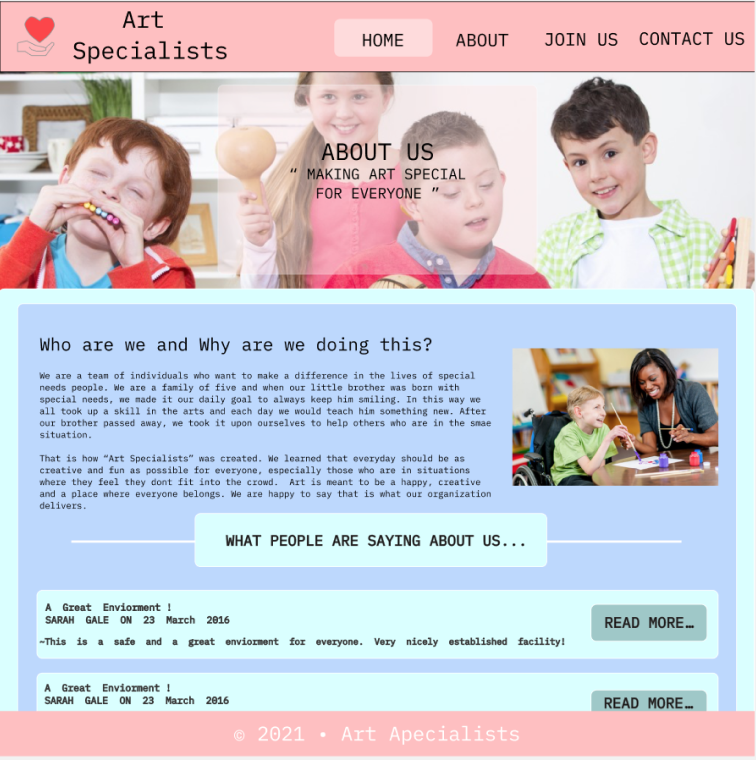 Art
Specialists
HOME
ABOUT
JOIN US
CONTACT US
ABOUT US
“ MAKING ART SPECIAL
FOR EVERYONE ”
Who are we and Why are we doing this?
We are a team of individuals who want to make a difference in the lives of special
needs people. We are a family of five and when our little brother was born with
special needs, we made it our daily goal to always keep him smiling. In this way we
all took up a skill in the arts and each day we would teach him something new. After
our brother passed away, we took it upon ourselves to help others who are in the smae
situation.
That is how “Art Specialists” was created. We learned that everyday should be as
creative and fun as possible for everyone, especially those who are in situations
where they feel they dont fit into the crowd. Art is meant to be a happy, creative
and a place where everyone belongs. We are happy to say that is what our organization
delivers.
WHAT PEOPLE ARE SAYING ABOUT US...
A Great Enviorment !
SARAH GALE ON 23 March 2016
~This is a safe and a great enviorment for everyone. Very nicely established facility!
READ MORE…
A Great Enviorment !
SARAH GALE ON 23 March 2016
READ MORE…
© 2021 • Art Apecialists